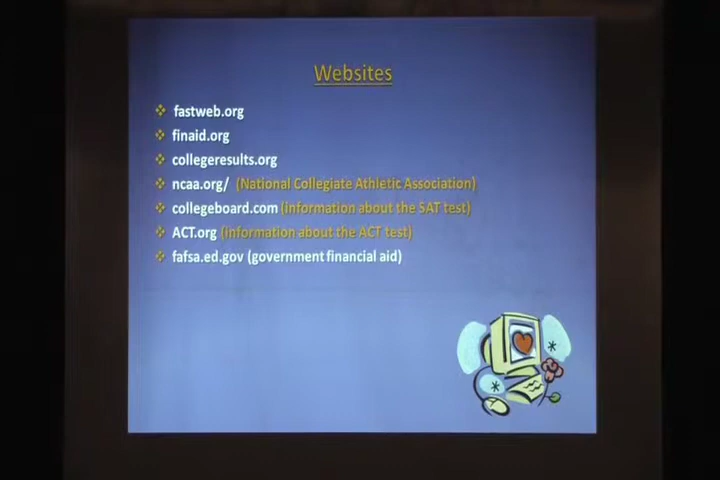 Websites
fastweb.org
finaid.org
collegeresults.org
ncaa.org/ (National Collegiate Athletic Association)
collegeboard.com (information about the SAT test)
ACT.org (information about the ACT test)
fafsa.ed.gov (government financial aid)